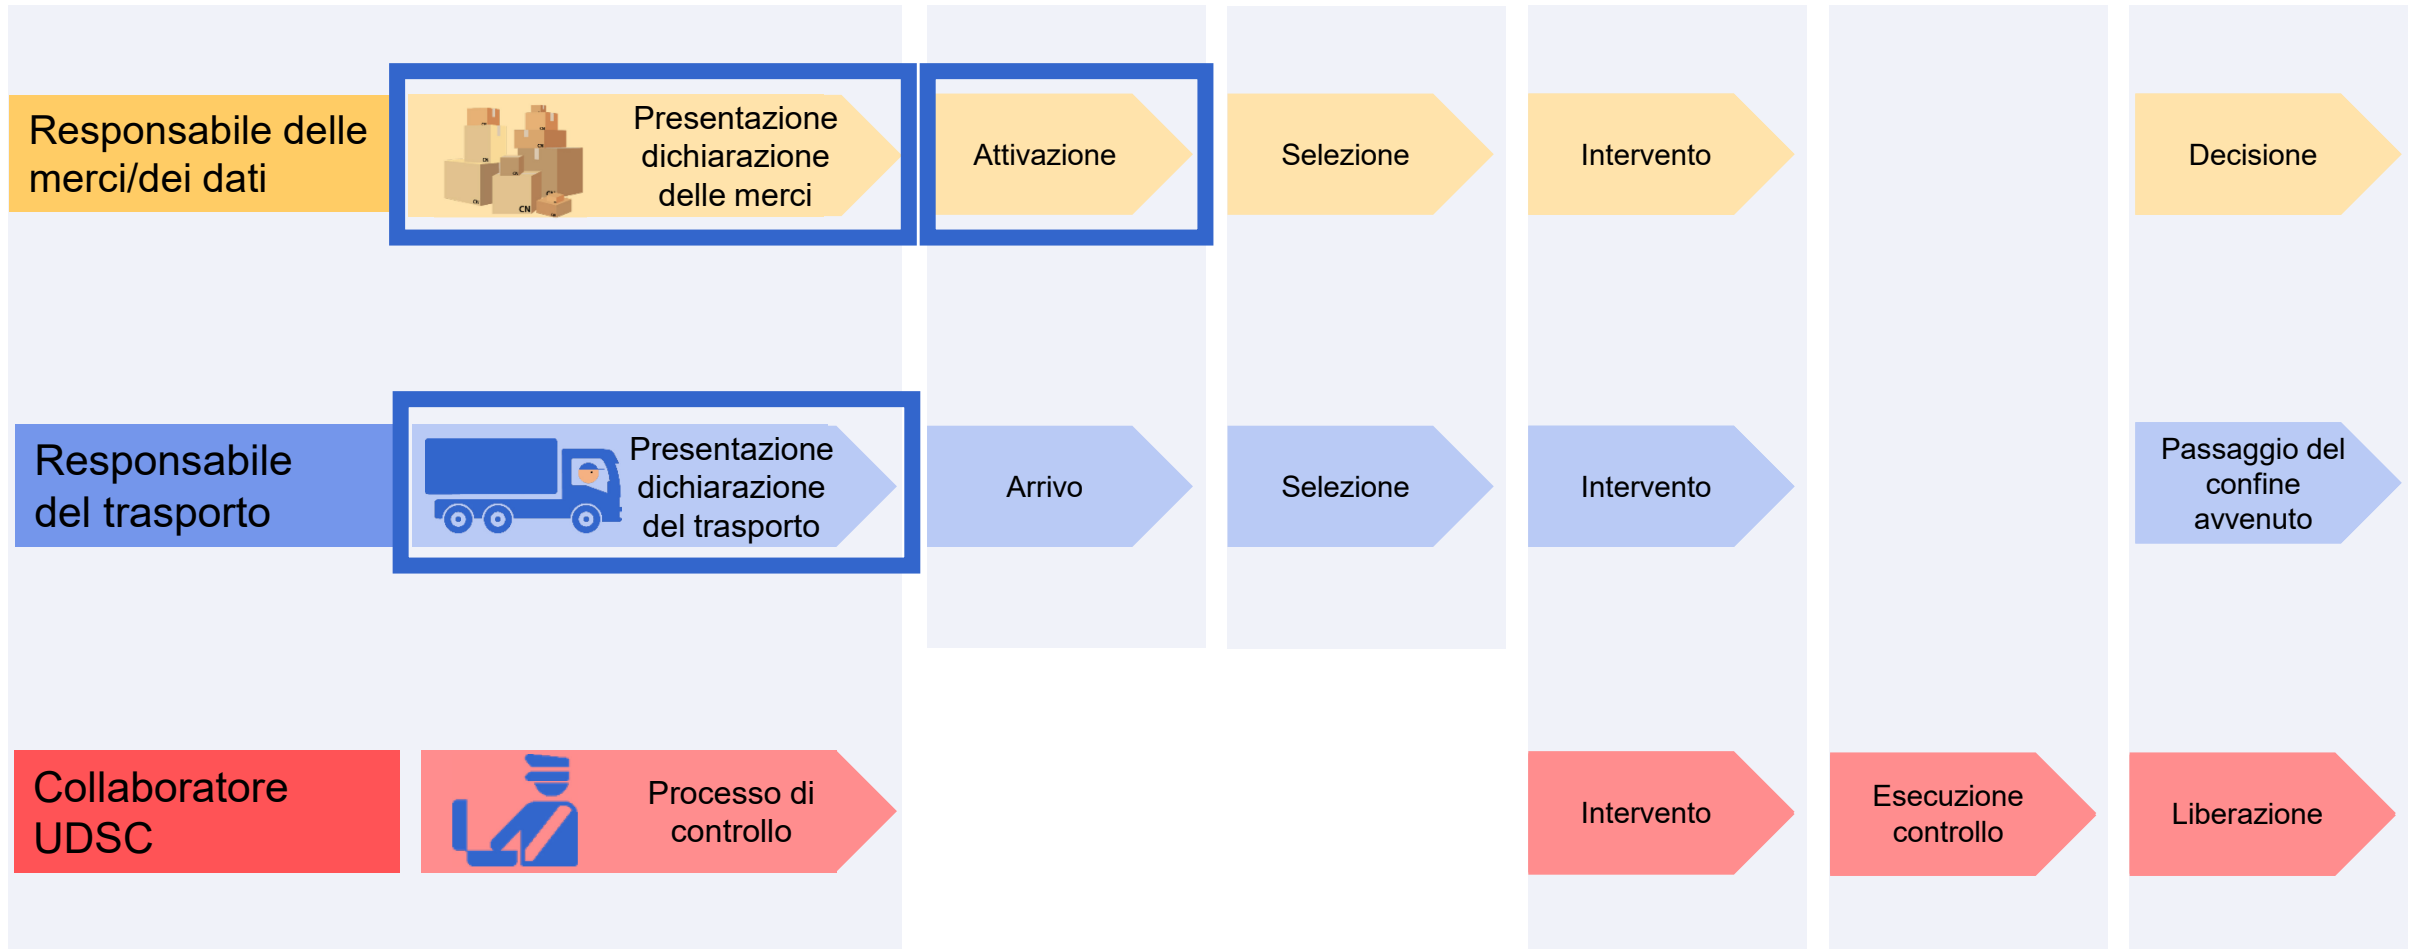 Responsabile delle
merci/dei dati
CN
Presentazione
dichiarazione
delle merci
Attivazione
Selezione
Intervento
Decisione
Responsabile
del trasporto
Presentazione
dichiarazione
del trasporto
Arrivo
Selezione
Intervento
Passaggio del
confine
avvenuto
Collaboratore
UDSC
Processo di
controllo
Intervento
Esecuzione
controllo
Liberazione